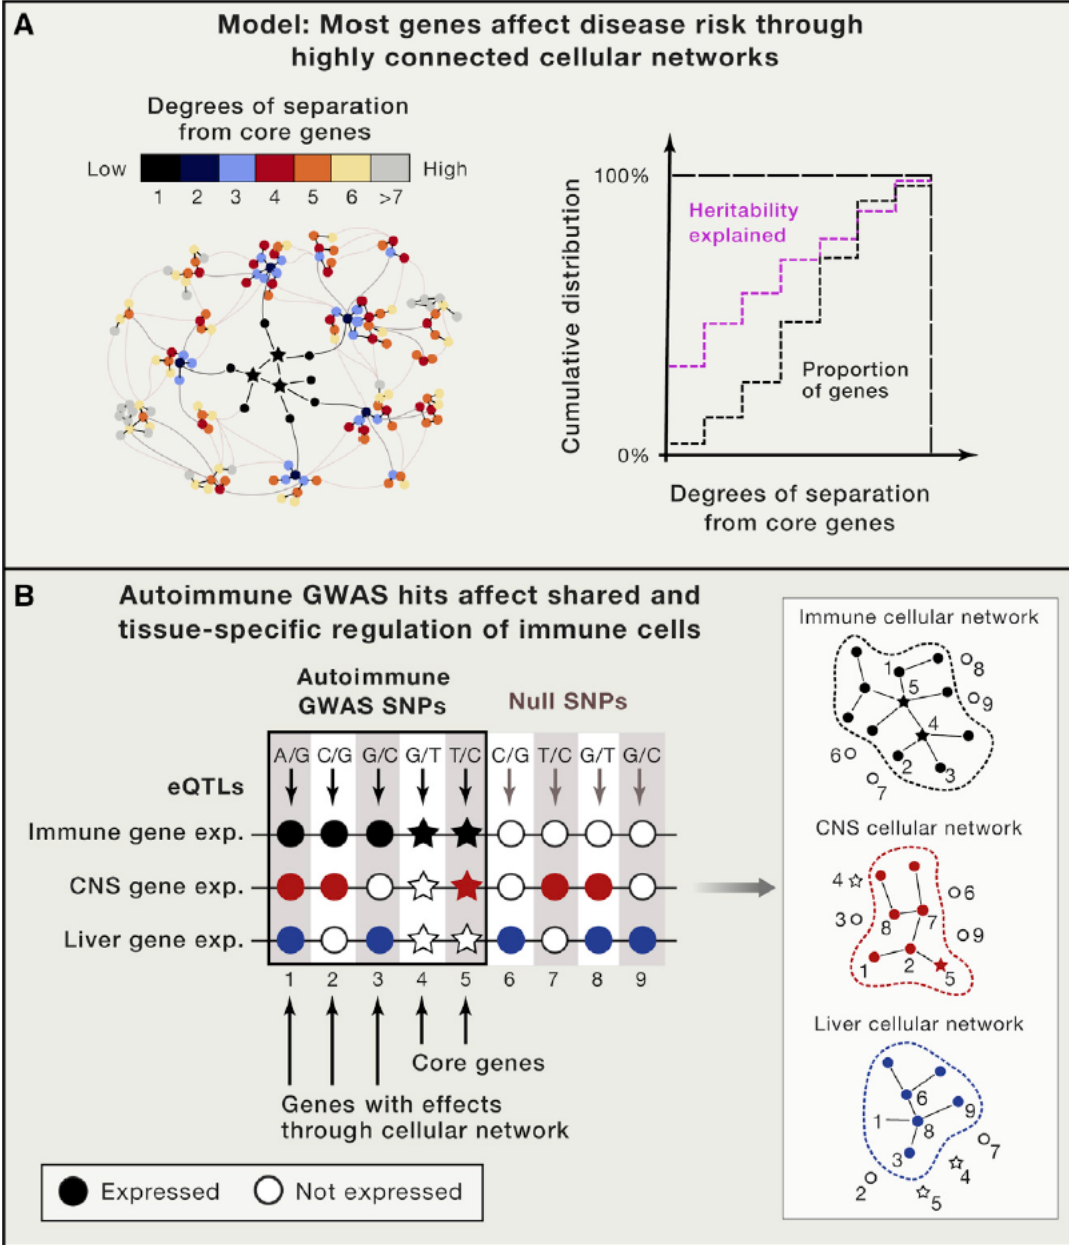 A
Model: Most genes affect disease risk through
highly connected cellular networks
Degrees of separation
from core genes
Low
High
1 2 3 4 5 6 >7
100%
0%
Cumulative distribution
Heritability
explained
Proportion
of genes
Degrees of separation
from core genes
B
Autoimmune GWAS hits affect shared and
tissue-specific regulation of immune cells
Autoimmune
GWAS SNPs
Null SNPs
A/G C/G G/C G/T T/C C/G T/C G/T G/C
eQTLs
Immune gene exp.
CNS gene exp.
Liver gene exp.
1 2 3 4 5 6 7 8 9
Core genes
Genes with effects
through cellular network
Expressed
Not expressed
Immune cellular network
1
8
5
9
4
6
2
3
7
CNS cellular network
4
6
3
8
7
9
1
2
5
Liver cellular network
6
9
1
8
7
3
4
2
5